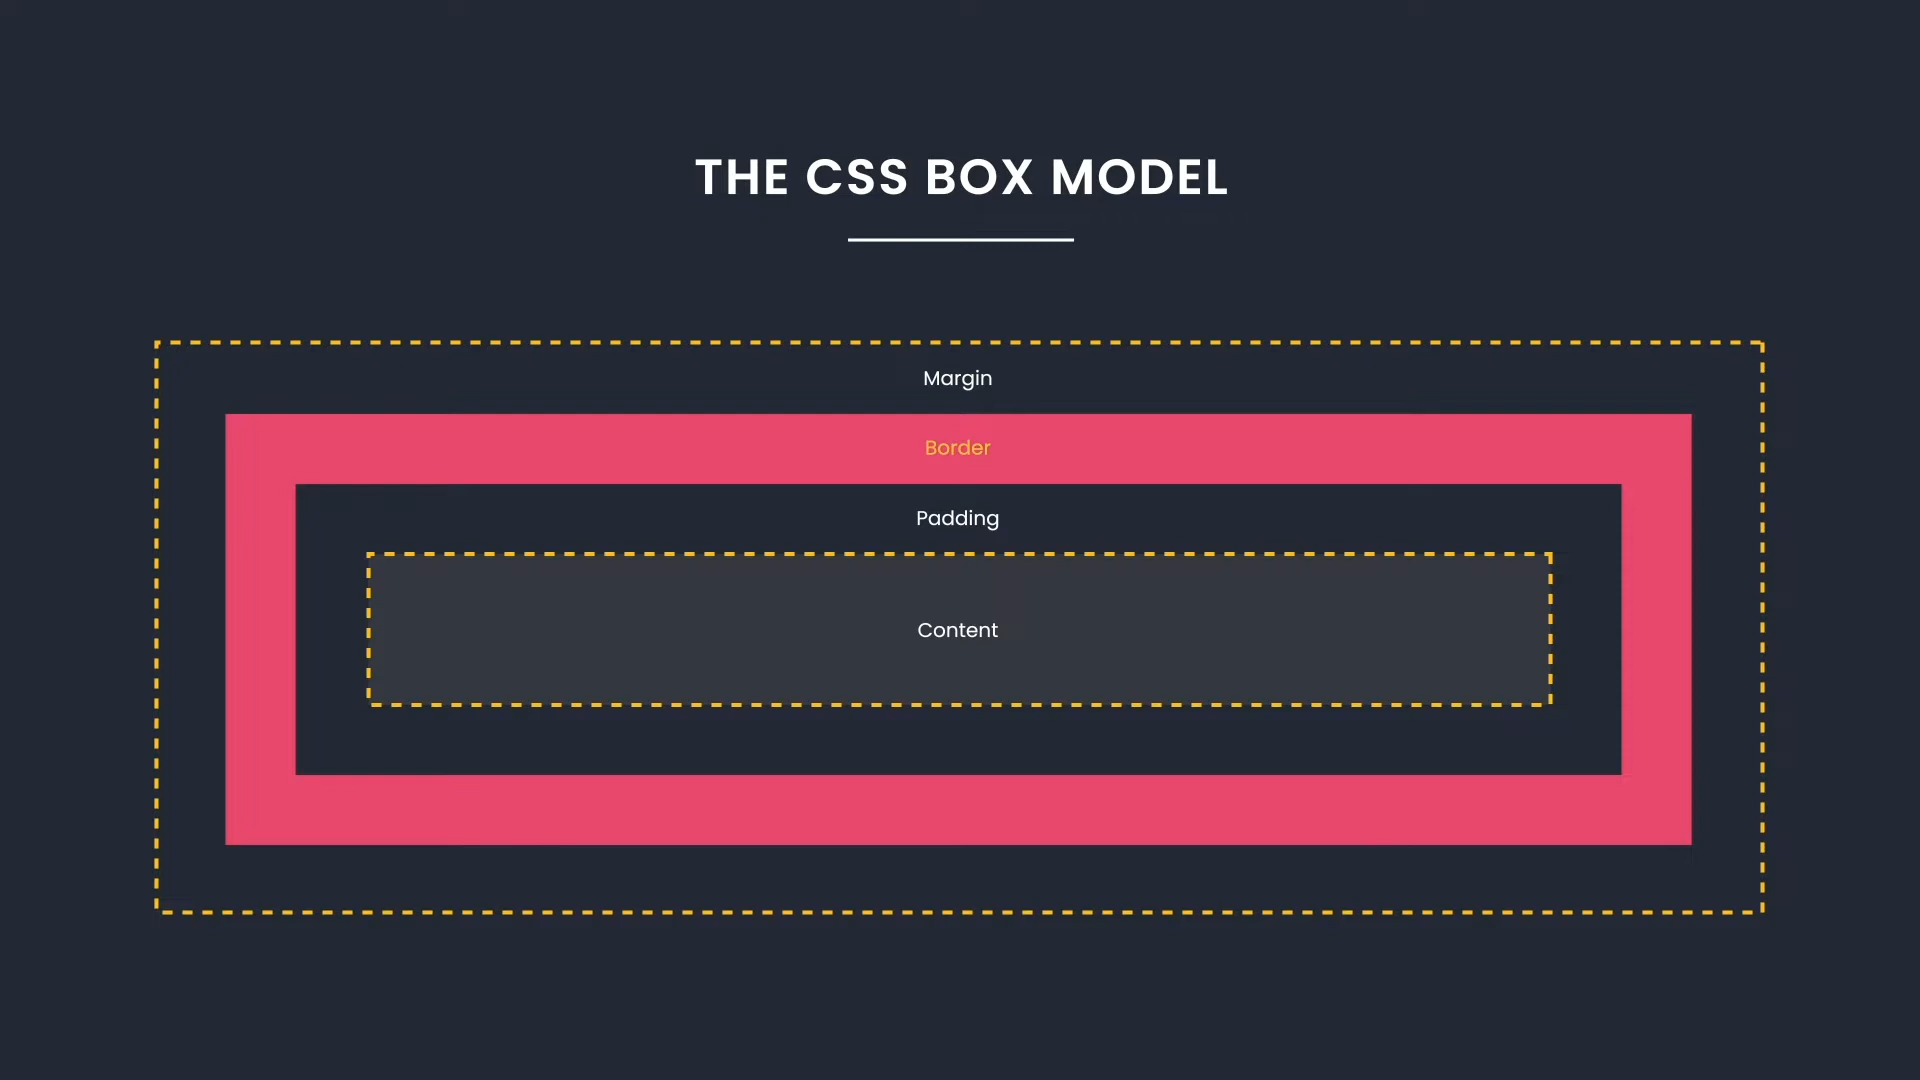 THE CSS BOX MODEL
Margin
Border
Padding
Content